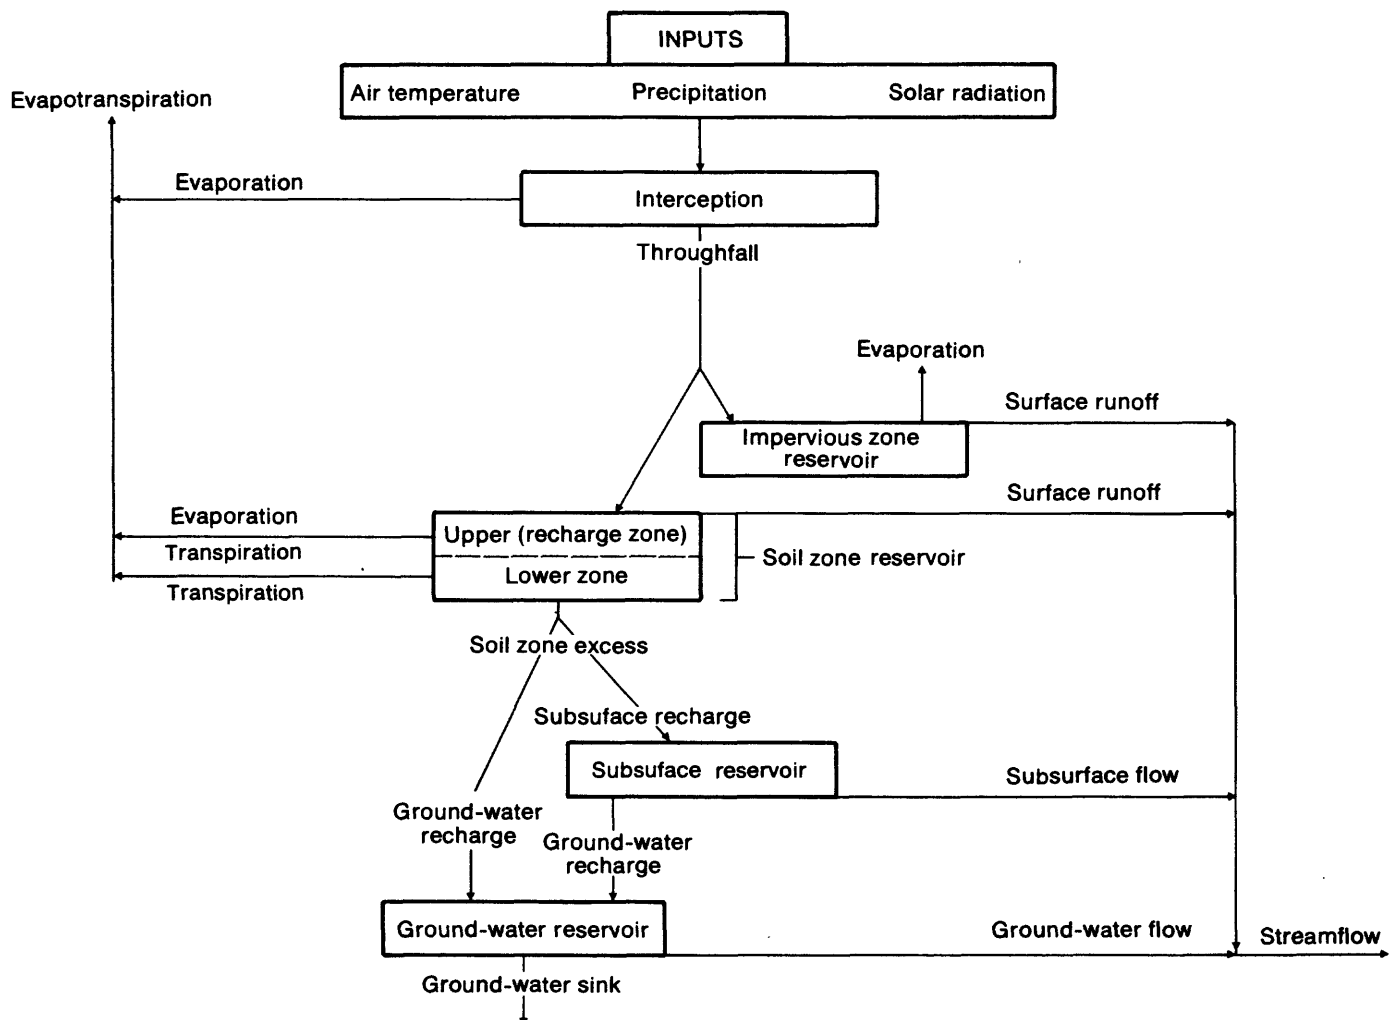 INPUTS
Air temperature Precipitation Solar radiation
Evapotranspiration
Evaporation
Interception
Throughfall
Evaporation
Surface runoff
Impervious zone
reservoir
Surface runoff
Evaporation
Upper (recharge zone)
Transpiration
Soil zone reservoir
Lower zone
Transpiration
Soil zone excess
Subsuface recharge
Subsuface reservoir
Subsurface flow
Ground-water
recharge
Ground-water
recharge
Ground-water reservoir
Ground-water flow
Streamflow
Ground-water sink